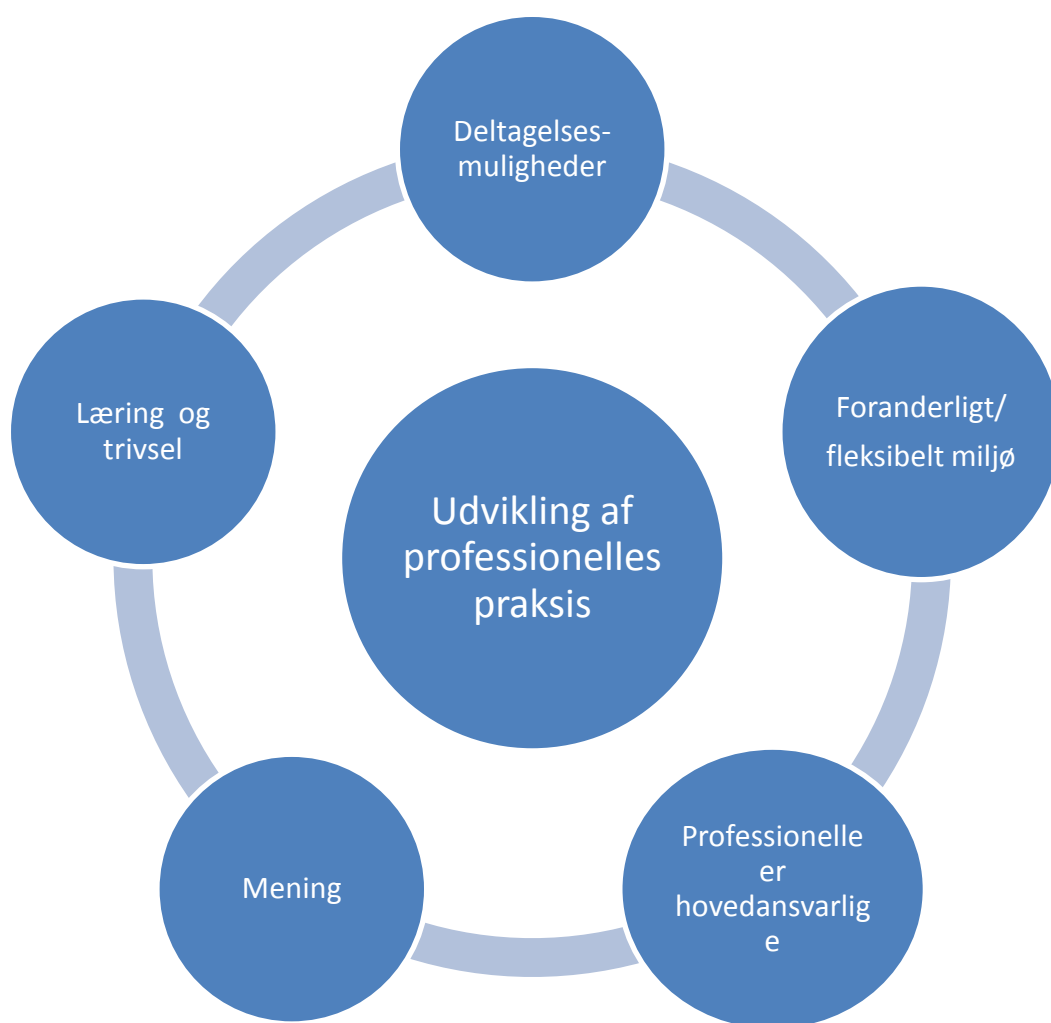 Deltagelses-
muligheder
Foranderligt/
fleksibelt miljø
Læring  og
trivsel
Udvikling af
professionelles
praksis
Professionelle
er
hovedansvarlig
e
Mening